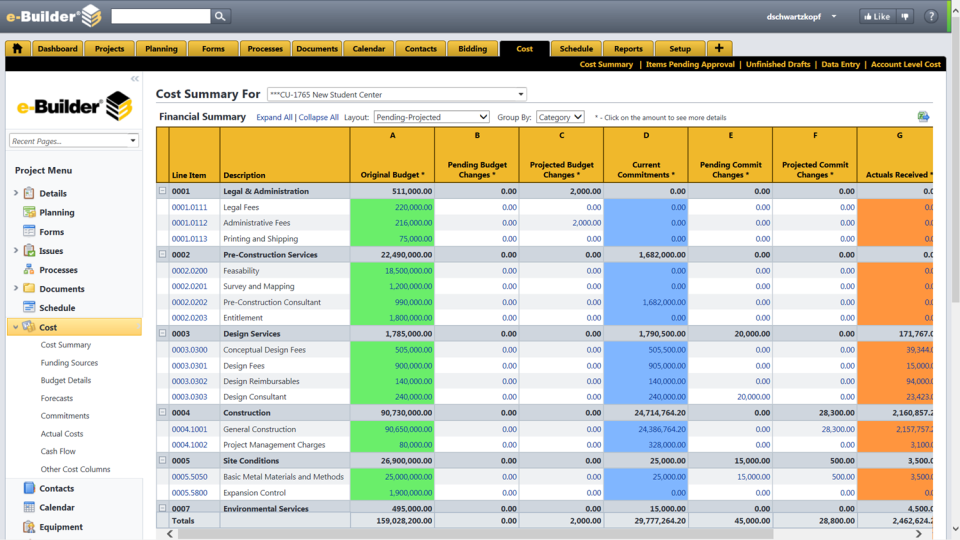 e-Builder
dschwartzkopf
Like
?
Dashboard Projects Planning Forms Processes Documents Calendar Contacts Bidding Cost Schedule Reports Setup +
Cost Summary | Items Pending Approval | Unfinished Drafts | Data Entry | Account Level Cost
e-Builder
Recent Pages...
Project Menu
Details
Planning
Forms
Issues
Processes
Documents
Schedule
Cost
Cost Summary
Funding Sources
Budget Details
Forecasts
Commitments
Actual Costs
Cash Flow
Other Cost Columns
Contacts
Calendar
Equipment
Cost Summary For ***CU-1765 New Student Center
Financial Summary Expand All | Collapse All Layout: Pending-Projected Group By: Category * - Click on the amount to see more details
A B C D E F G
Line Item Description Original Budget * Pending Budget Changes * Projected Budget Changes * Current Commitments * Pending Commit Changes * Projected Commit Changes * Actuals Received *
0001 Legal & Administration 511,000.00 0.00 2,000.00 0.00 0.00 0.00 0.0
0001.0111 Legal Fees 220,000.00 0.00 0.00 0.00 0.00 0.00 0.0
0001.0112 Administrative Fees 216,000.00 0.00 2,000.00 0.00 0.00 0.00 0.0
0001.0113 Printing and Shipping 75,000.00 0.00 0.00 0.00 0.00 0.00 0.0
0002 Pre-Construction Services 22,490,000.00 0.00 0.00 1,682,000.00 0.00 0.00 0.0
0002.0200 Feasability 18,500,000.00 0.00 0.00 0.00 0.00 0.00 0.0
0002.0201 Survey and Mapping 1,200,000.00 0.00 0.00 0.00 0.00 0.00 0.0
0002.0202 Pre-Construction Consultant 990,000.00 0.00 0.00 1,682,000.00 0.00 0.00 0.0
0002.0203 Entitlement 1,800,000.00 0.00 0.00 0.00 0.00 0.00 0.0
0003 Design Services 1,785,000.00 0.00 0.00 1,790,500.00 20,000.00 0.00 171,767.0
0003.0300 Conceptual Design Fees 505,000.00 0.00 0.00 505,500.00 0.00 0.00 39,344.0
0003.0301 Design Fees 900,000.00 0.00 0.00 905,000.00 0.00 0.00 15,000.0
0003.0302 Design Reimbursables 140,000.00 0.00 0.00 140,000.00 0.00 0.00 94,000.0
0003.0303 Design Consultant 240,000.00 0.00 0.00 240,000.00 20,000.00 0.00 23,423.0
0004 Construction 90,730,000.00 0.00 0.00 24,714,764.20 0.00 28,300.00 2,160,857.2
0004.1001 General Construction 90,650,000.00 0.00 0.00 24,386,764.20 0.00 28,300.00 2,157,757.2
0004.1002 Project Management Charges 80,000.00 0.00 0.00 328,000.00 0.00 0.00 3,100.0
0005 Site Conditions 26,900,000.00 0.00 0.00 25,000.00 15,000.00 500.00 3,500.0
0005.5050 Basic Metal Materials and Methods 25,000,000.00 0.00 0.00 25,000.00 15,000.00 500.00 3,500.0
0005.5800 Expansion Control 1,900,000.00 0.00 0.00 0.00 0.00 0.00 0.0
0007 Environmental Services 495,000.00 0.00 0.00 15,000.00 0.00 0.00 4,500.0
Totals 159,028,200.00 0.00 2,000.00 29,777,264.20 45,000.00 28,800.00 2,462,624.2